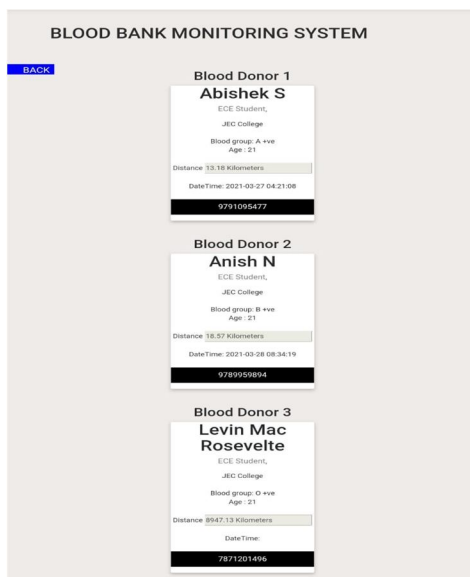 BLOOD BANK MONITORING SYSTEM
BACK
Blood Donor 1
Abishek S
ECE Student,
JEC College
Blood group: A +ve
Age : 21
Distance 13.18 Kilometers
DateTime: 2021-03-27 04:21:08
9791095477
Blood Donor 2
Anish N
ECE Student,
JEC College
Blood group: B +ve
Age : 21
Distance 18.57 Kilometers
DateTime: 2021-03-28 08:34:19
9789959894
Blood Donor 3
Levin Mac
Rosevelte
ECE Student,
JEC College
Blood group: O +ve
Age : 21
Distance 8947.13 Kilometers
DateTime:
7871201496